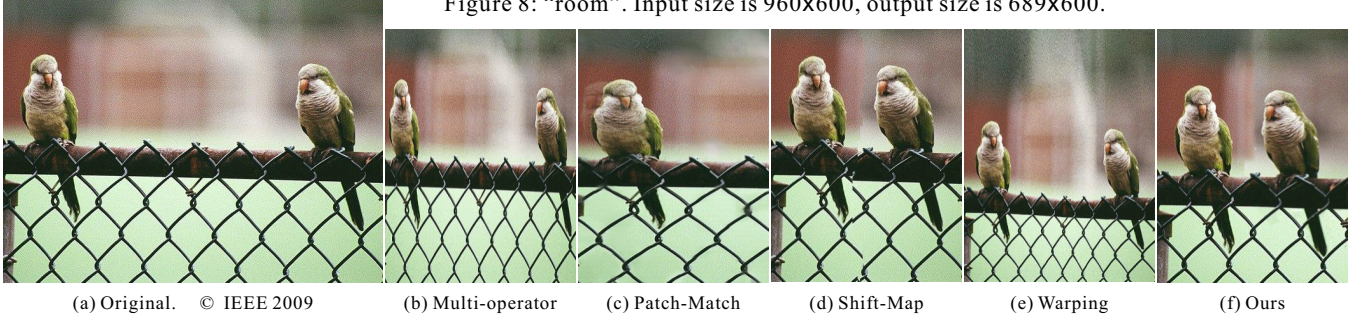 Figure 8: “room”. Input size is 960x600, output size is 689x600.
(a) Original. © IEEE 2009
(b) Multi-operator
(c) Patch-Match
(d) Shift-Map
(e) Warping
(f) Ours